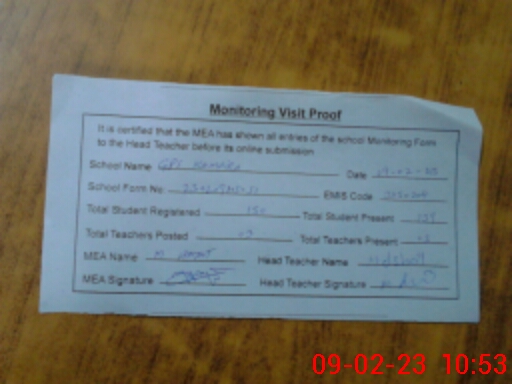 Monitoring Visit Proof
It is certified that the MEA has shown all entries of the school Monitoring Form
to the Head Teacher before its online submission
School Name GPS Date
School Form No EMIS Code
Total Student Registered 150 Total Student Present
Total Teachers Posted 03 Total Teachers Present
MEA Name M Head Teacher Name
MEA Signature Head Teacher Signature
09-02-23 10:53